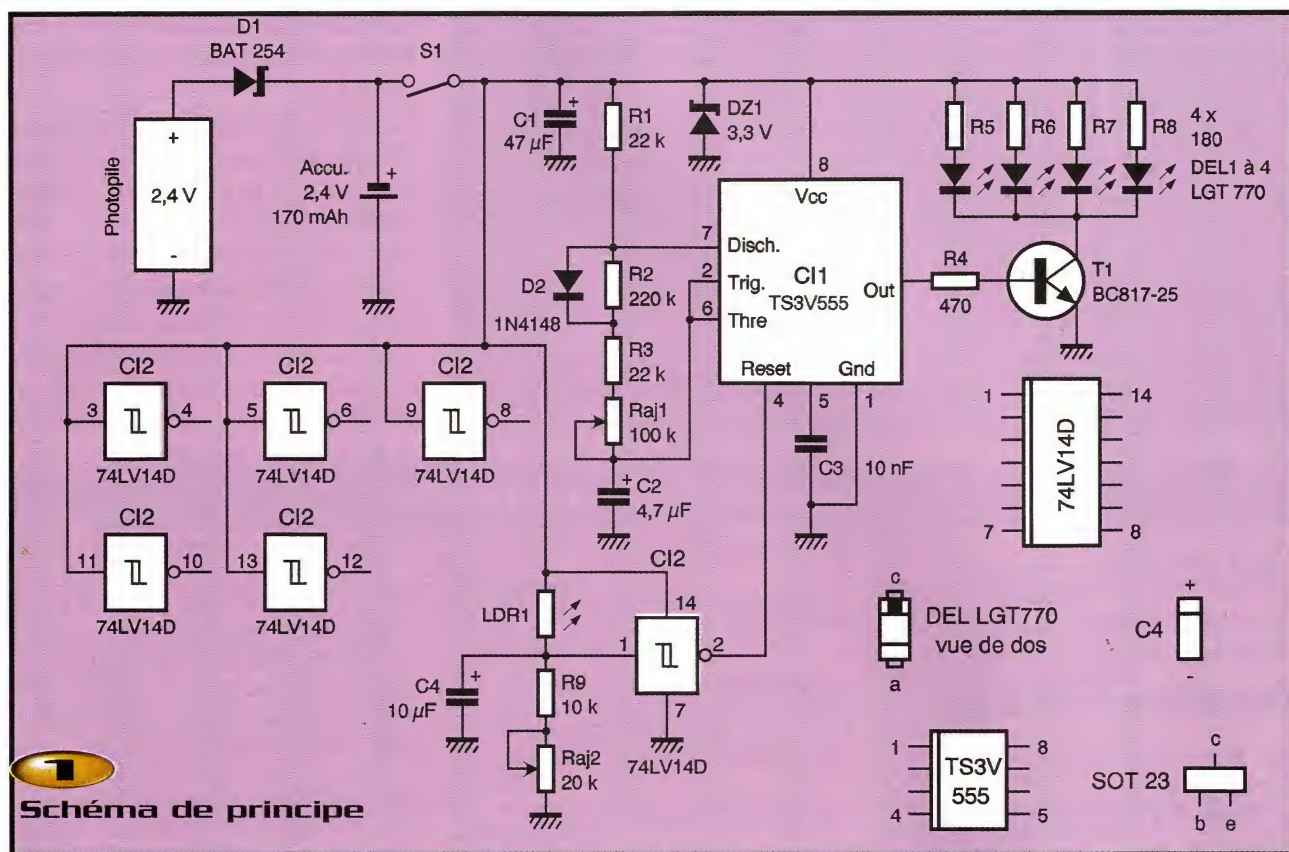 D1
BAT 254
S1
Photopile
+
2,4 V
-
Accu.
2,4 V
170 mAh
+
C1
47 µF
+
R1
22 k
DZ1
3,3 V
R5
R6
R7
R8
4 x
180
DEL1 à 4
LGT 770
8
Vcc
7
Disch.
2
Trig.
6
Thre
CI1
TS3V555
Out
Reset
Gnd
4
5
1
D2
1N4148
R2
220 k
R3
22 k
Raj1
100 k
+
C2
4,7 µF
C3
10 nF
R4
470
T1
BC817-25
CI2
3
4
74LV14D
CI2
5
6
74LV14D
CI2
9
8
74LV14D
CI2
11
10
74LV14D
CI2
13
12
74LV14D
LDR1
CI2
14
1
2
7
74LV14D
C4
10 µF
+
R9
10 k
Raj2
20 k
1
14
74LV14D
7
8
c
DEL LGT770
vue de dos
a
+
C4
-
1
8
TS3V
555
4
5
SOT 23
c
b
e
1
Schéma de principe